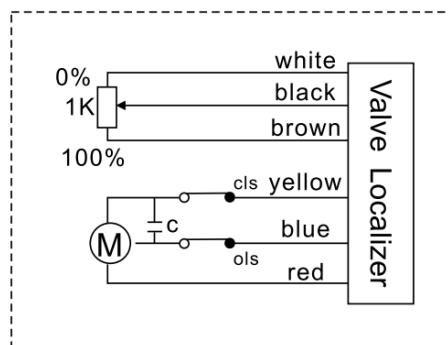 0%
white
1K
black
brown
100%
cls
yellow
M
c
blue
ols
red
Valve Localizer